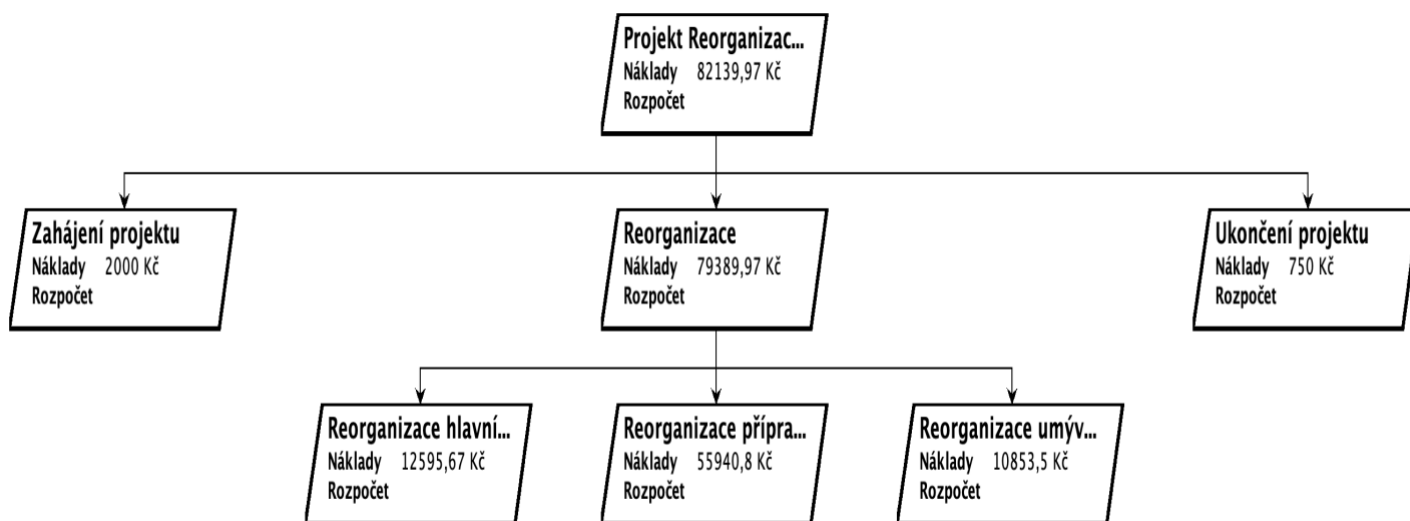 Projekt Reorganizac...
Náklady 82139,97 Kč
Rozpočet
Zahájení projektu
Náklady 2000 Kč
Rozpočet
Reorganizace
Náklady 79389,97 Kč
Rozpočet
Ukončení projektu
Náklady 750 Kč
Rozpočet
Reorganizace hlavní...
Náklady 12595,67 Kč
Rozpočet
Reorganizace přípra...
Náklady 55940,8 Kč
Rozpočet
Reorganizace umýv...
Náklady 10853,5 Kč
Rozpočet